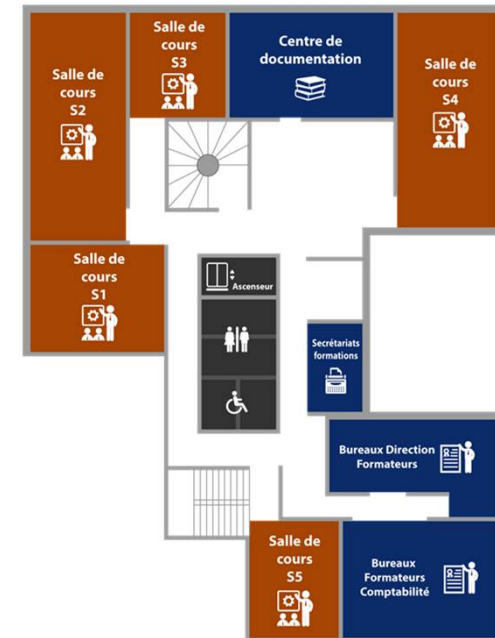 Salle de
cours
S2
Salle de
cours
S3
Centre de
documentation
Salle de
cours
S4
Salle de
cours
S1
Ascenseur
Secrétariats
formations
Bureaux Direction
Formateurs
Salle de
cours
S5
Bureaux
Formateurs
Comptabilité